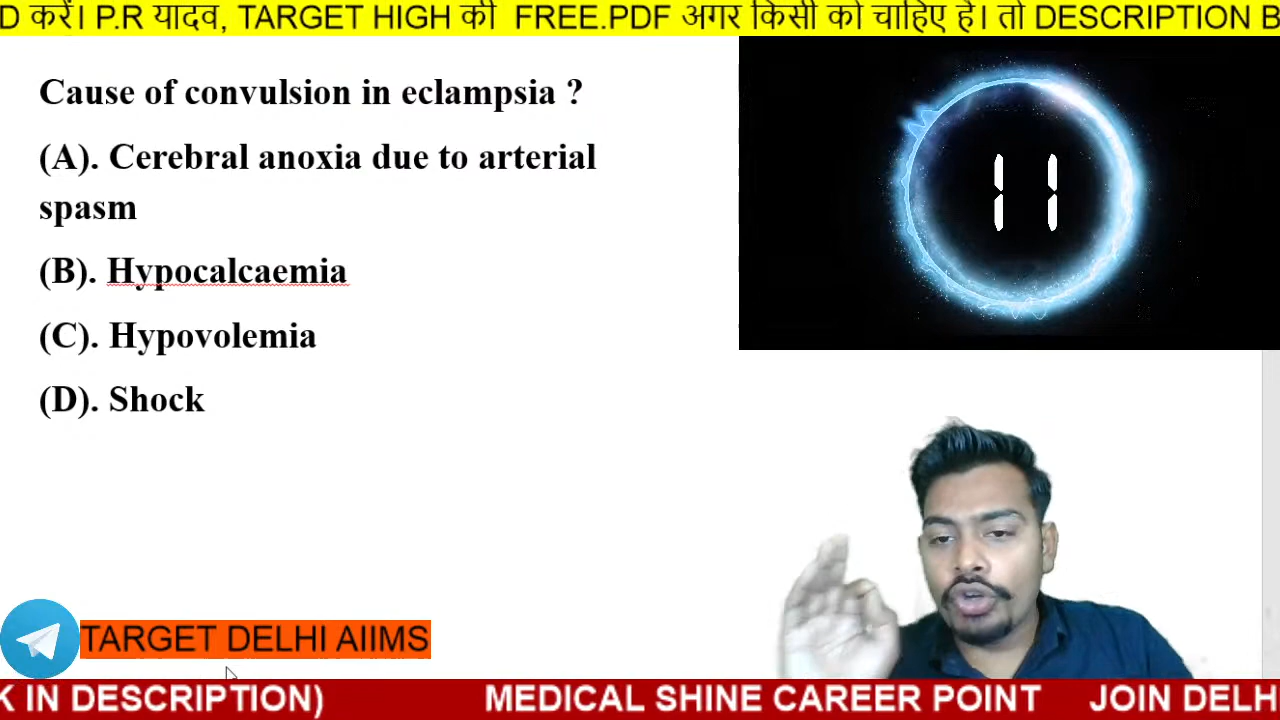 D करें। P.R यादव, TARGET HIGH की FREE.PDF अगर किसी को चाहिए हैं। तो DESCRIPTION B
Cause of convulsion in eclampsia ?
(A). Cerebral anoxia due to arterial
spasm
(B). Hypocalcaemia
(C). Hypovolemia
(D). Shock
11
TARGET DELHI AIIMS
K IN DESCRIPTION) MEDICAL SHINE CAREER POINT JOIN DELH